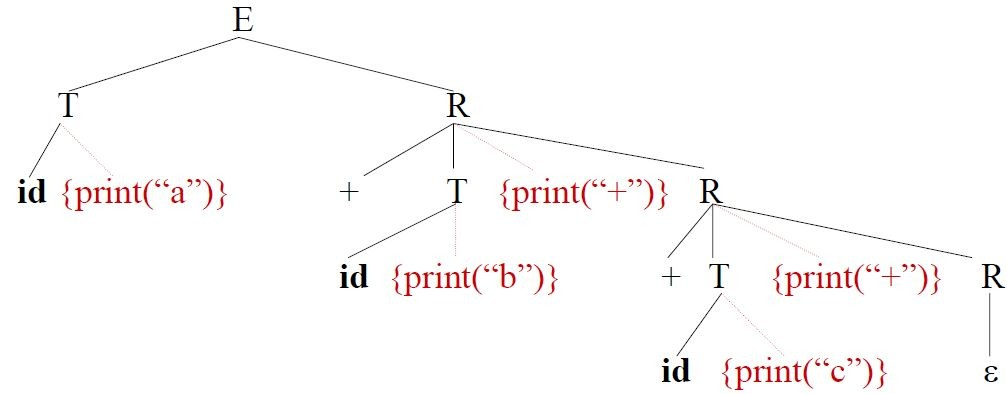 E
T R
id {print(“a”)} + T {print(“+”)} R
id {print(“b”)} + T {print(“+”)} R
id {print(“c”)} ε